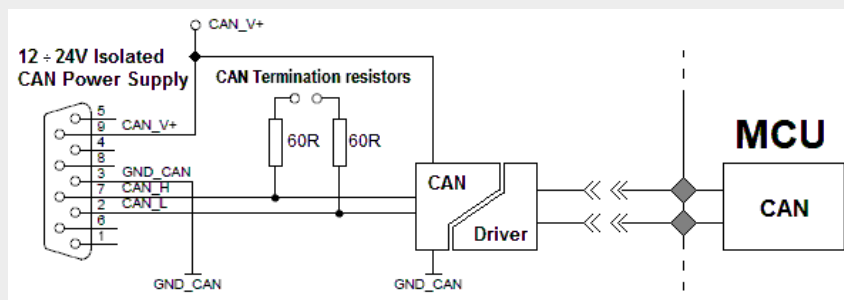 CAN_V+
12 ÷ 24V Isolated
CAN Power Supply
CAN Termination resistors
5
9
CAN_V+
4
8
3
GND_CAN
7
CAN_H
2
CAN_L
6
1
60R
60R
CAN
Driver
MCU
CAN
GND_CAN
GND_CAN